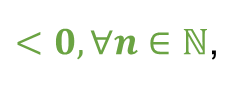 < 0, ∀n ∈ ℕ,